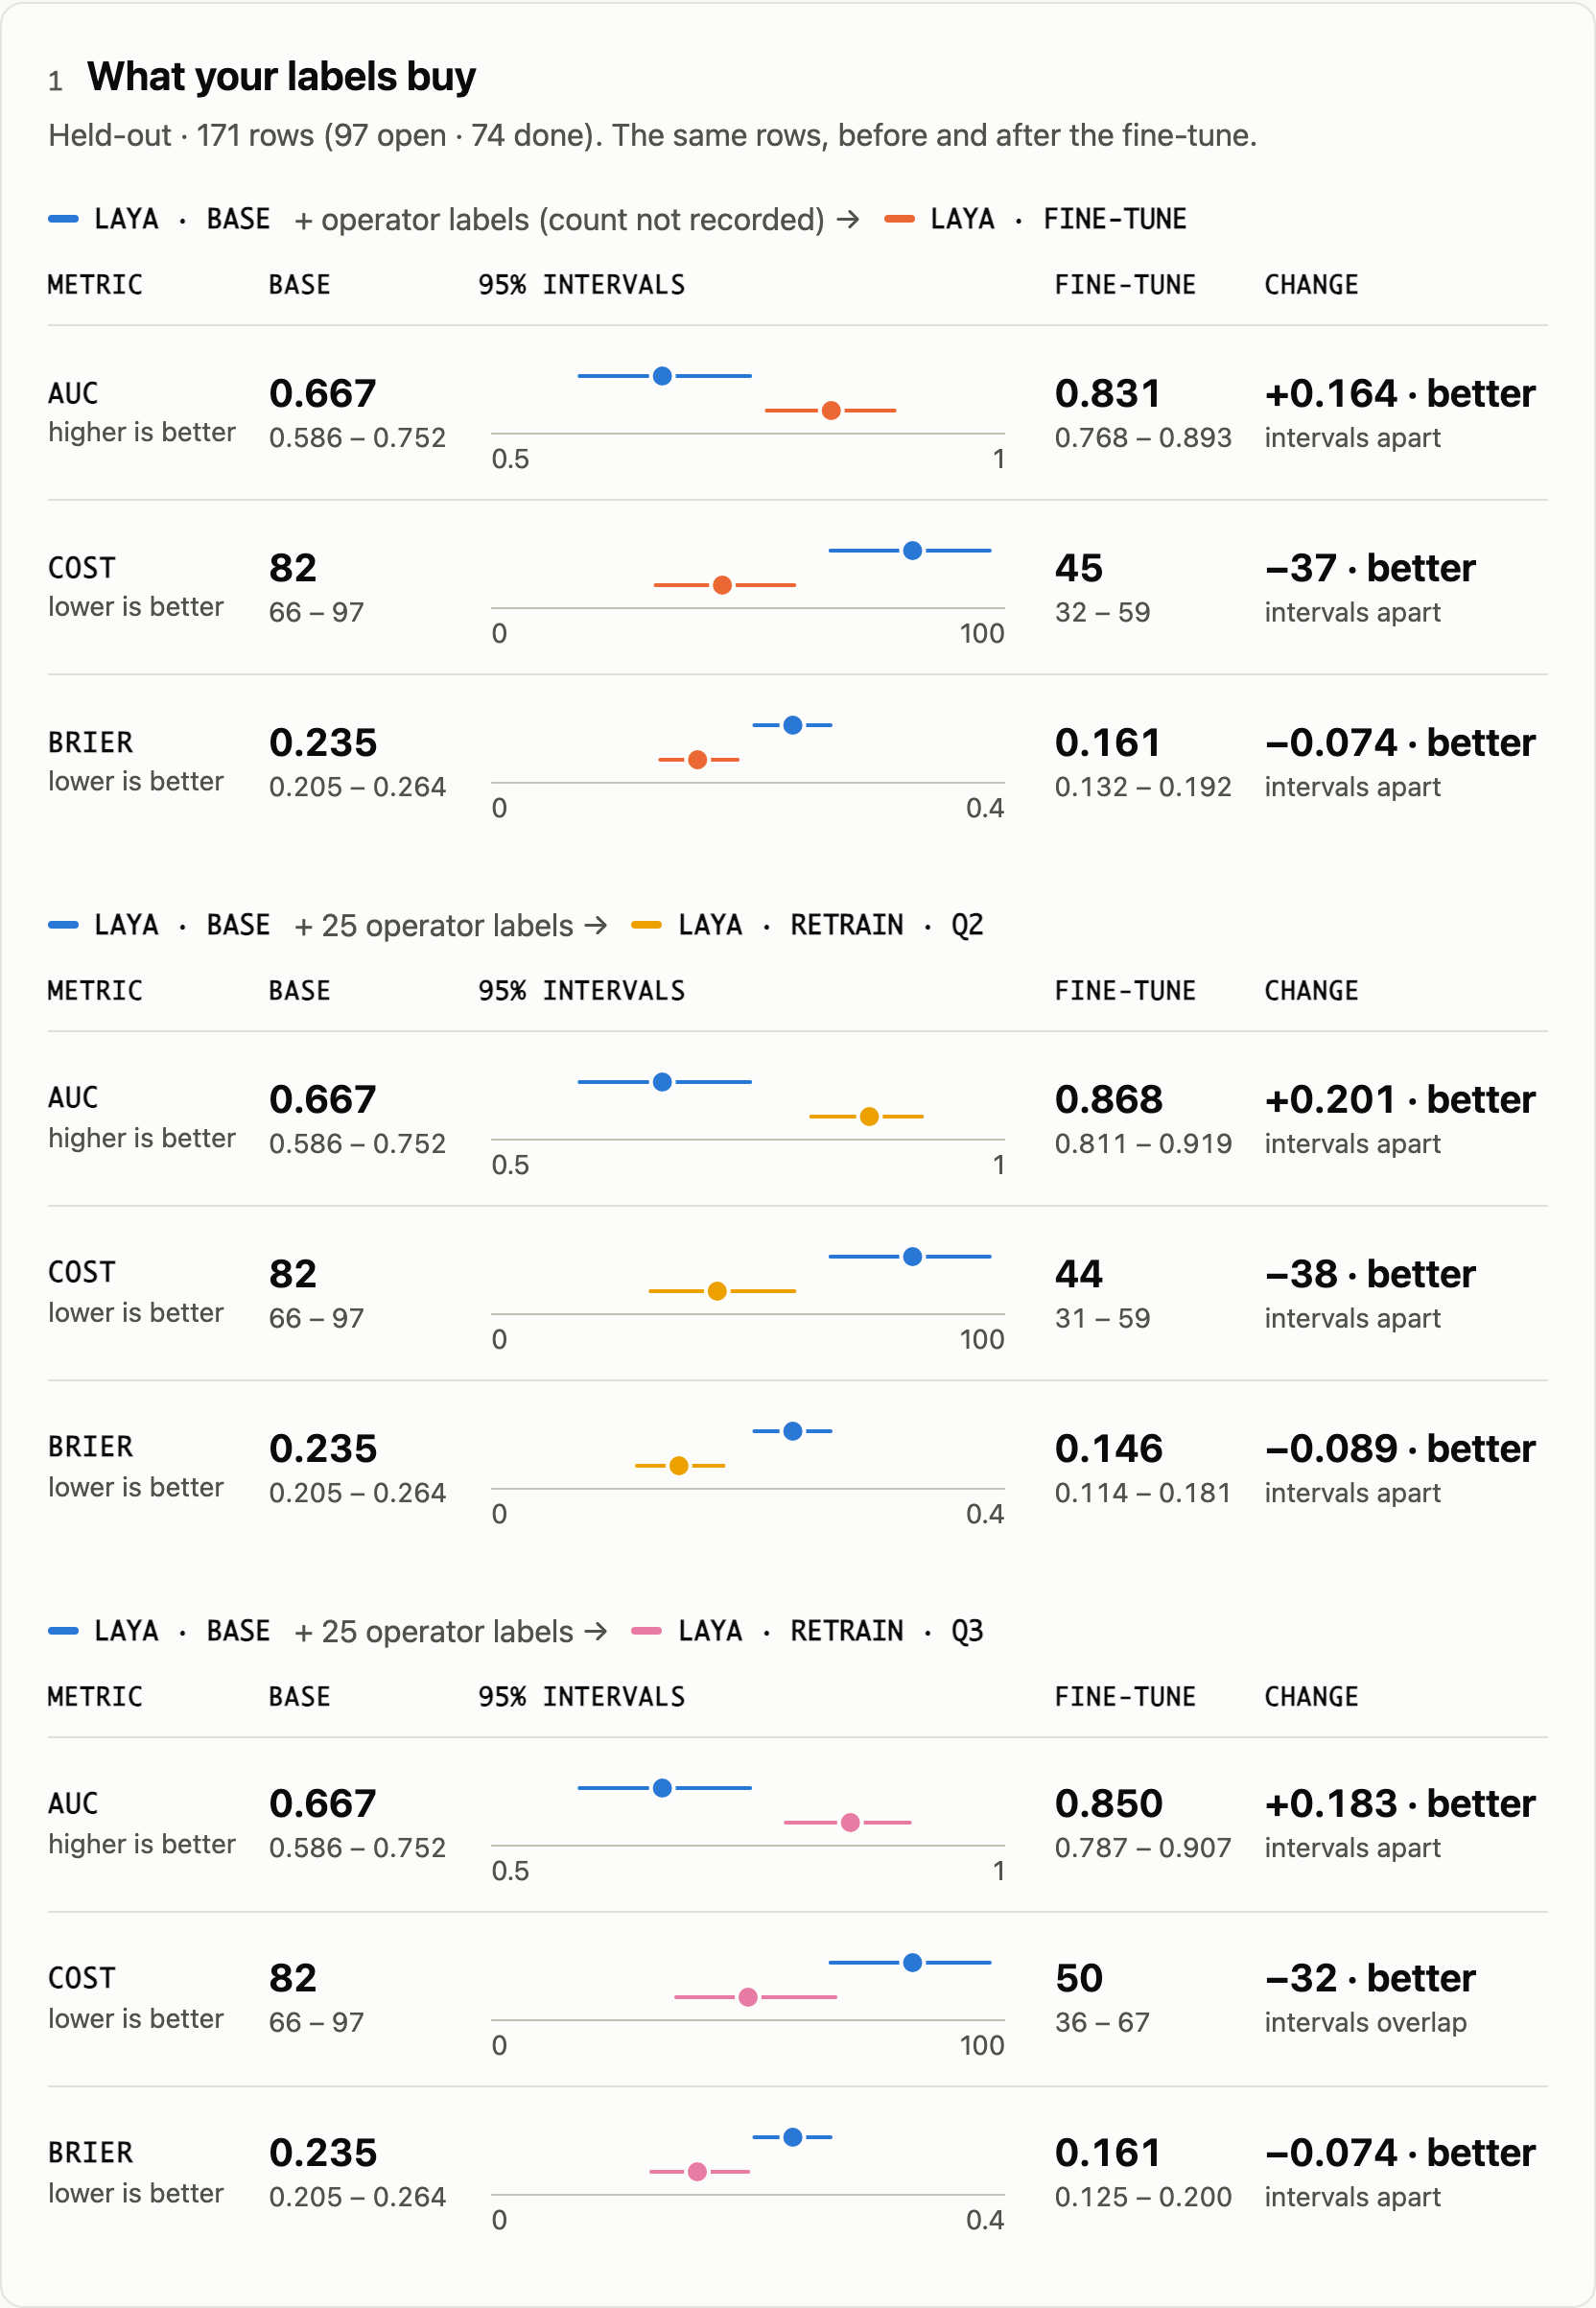 1 What your labels buy
Held-out · 171 rows (97 open · 74 done). The same rows, before and after the fine-tune.
LAYA · BASE + operator labels (count not recorded) → LAYA · FINE-TUNE
METRIC BASE 95% INTERVALS FINE-TUNE CHANGE
AUC 0.667 0.831 +0.164 · better
higher is better 0.586 – 0.752 0.768 – 0.893 intervals apart
0.5 1
COST 82 45 −37 · better
lower is better 66 – 97 32 – 59 intervals apart
0 100
BRIER 0.235 0.161 −0.074 · better
lower is better 0.205 – 0.264 0.132 – 0.192 intervals apart
0 0.4
LAYA · BASE + 25 operator labels → LAYA · RETRAIN · Q2
METRIC BASE 95% INTERVALS FINE-TUNE CHANGE
AUC 0.667 0.868 +0.201 · better
higher is better 0.586 – 0.752 0.811 – 0.919 intervals apart
0.5 1
COST 82 44 −38 · better
lower is better 66 – 97 31 – 59 intervals apart
0 100
BRIER 0.235 0.146 −0.089 · better
lower is better 0.205 – 0.264 0.114 – 0.181 intervals apart
0 0.4
LAYA · BASE + 25 operator labels → LAYA · RETRAIN · Q3
METRIC BASE 95% INTERVALS FINE-TUNE CHANGE
AUC 0.667 0.850 +0.183 · better
higher is better 0.586 – 0.752 0.787 – 0.907 intervals apart
0.5 1
COST 82 50 −32 · better
lower is better 66 – 97 36 – 67 intervals overlap
0 100
BRIER 0.235 0.161 −0.074 · better
lower is better 0.205 – 0.264 0.125 – 0.200 intervals apart
0 0.4